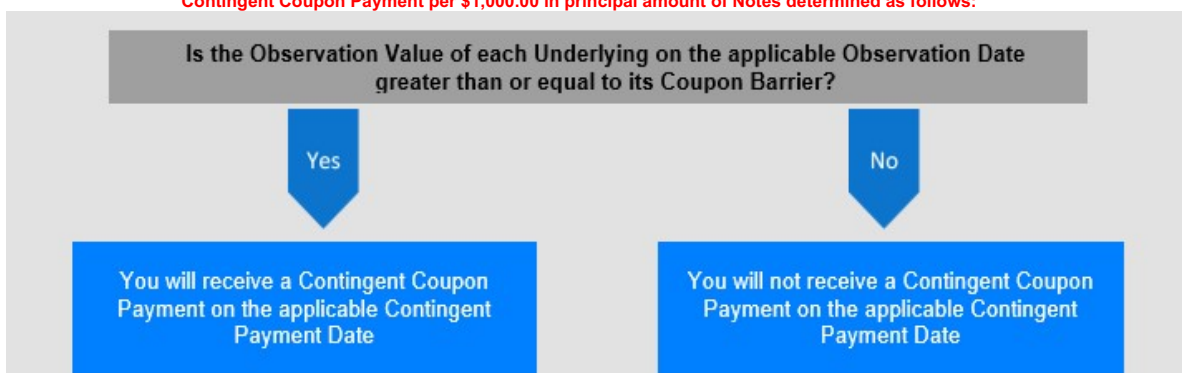 Contingent Coupon Payment per $1,000.00 in principal amount of Notes determined as follows:
Is the Observation Value of each Underlying on the applicable Observation Date
greater than or equal to its Coupon Barrier?
Yes
No
You will receive a Contingent Coupon
Payment on the applicable Contingent
Payment Date
You will not receive a Contingent Coupon
Payment on the applicable Contingent
Payment Date